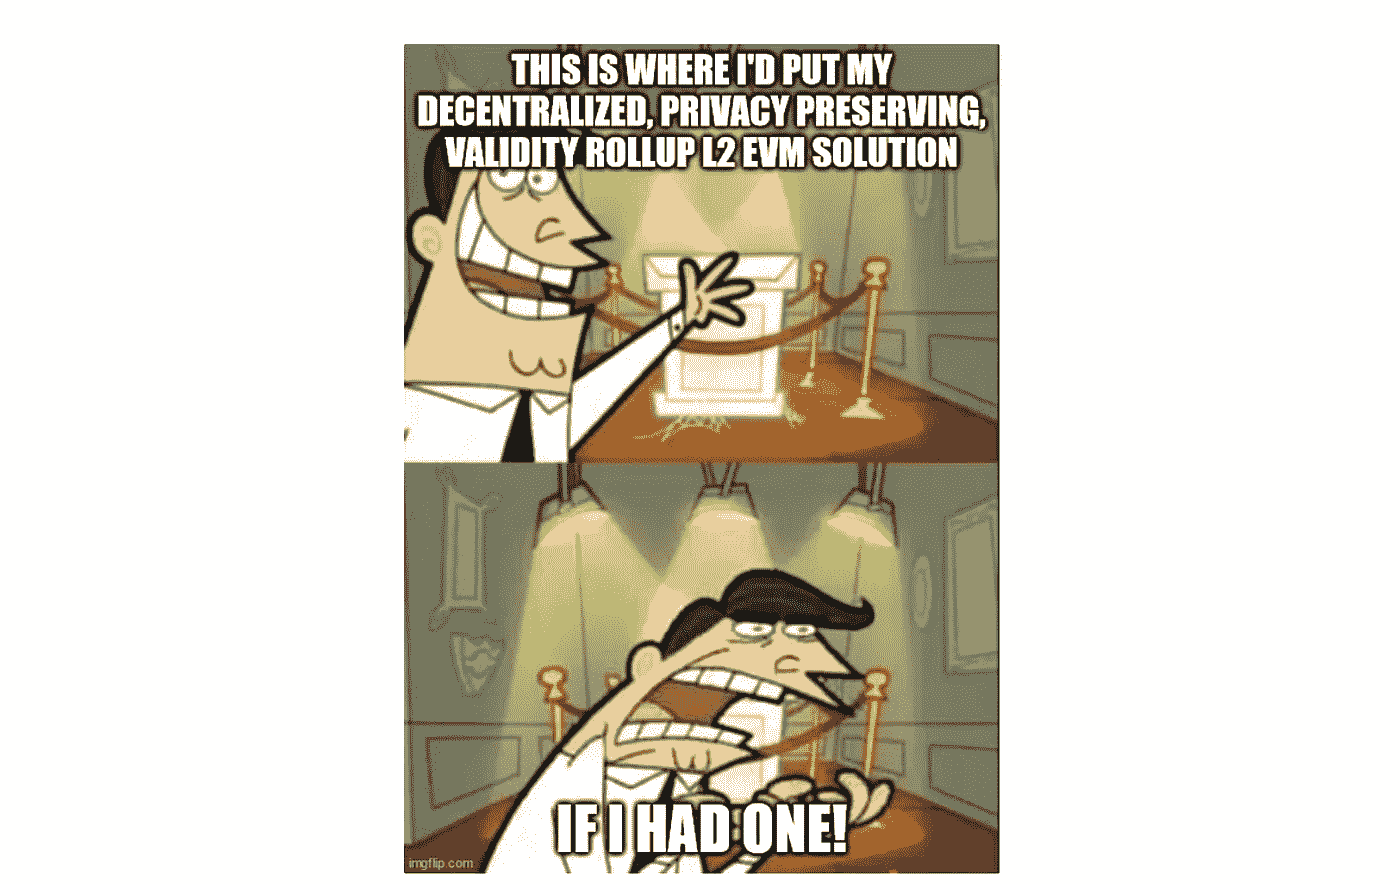 THIS IS WHERE I'D PUT MY
DECENTRALIZED, PRIVACY PRESERVING,
VALIDITY ROLLUP L2 EVM SOLUTION
IF I HAD ONE!
imgflip.com